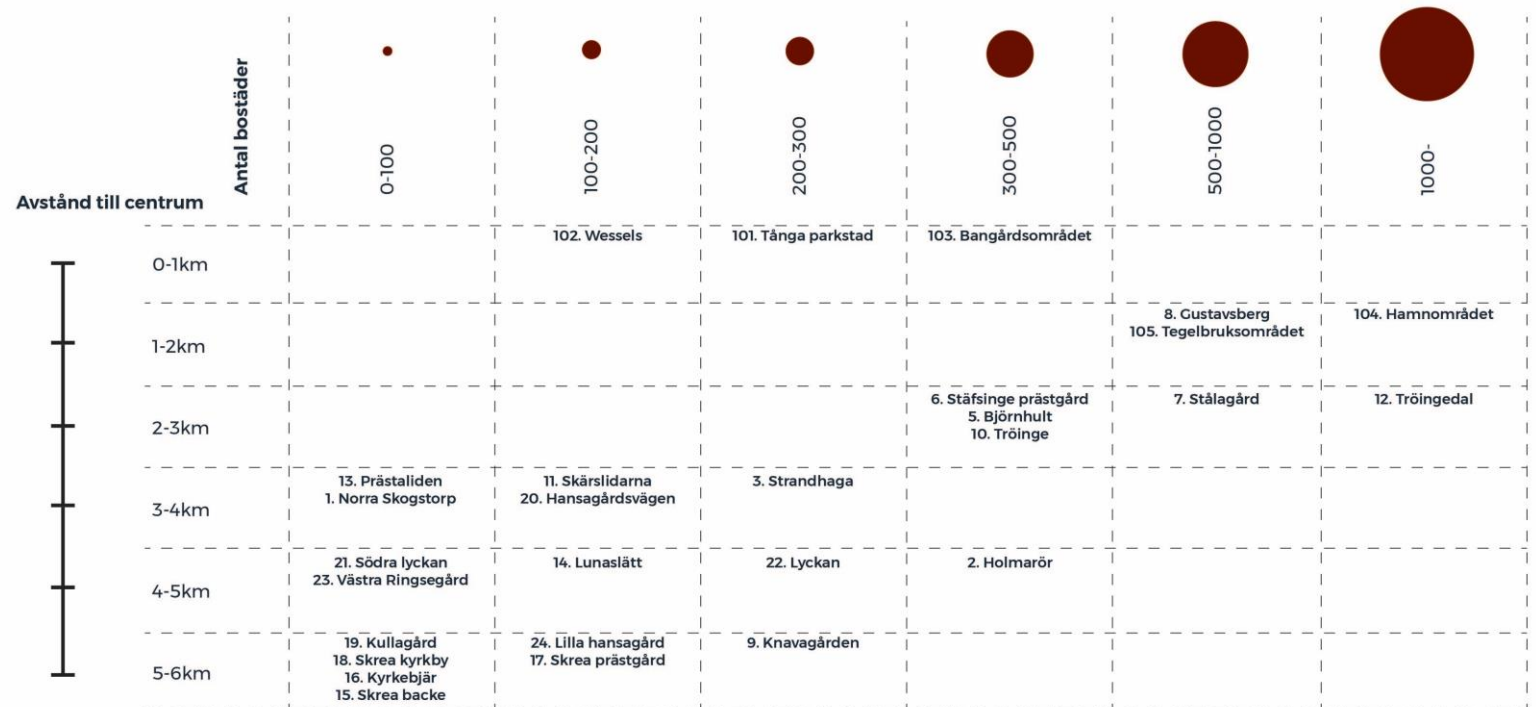 Antal bostäder
0-100
100-200
200-300
300-500
500-1000
1000-
Avstånd till centrum
0-1km
102. Wessels
101. Tånga parkstad
103. Bangårdsområdet
1-2km
8. Gustavsberg
105. Tegelbruksområdet
104. Hamnområdet
2-3km
6. Stäfsinge prästgård
5. Björnhult
10. Tröinge
7. Stålagård
12. Tröingedal
3-4km
13. Prästaliden
1. Norra Skogstorp
11. Skärslidarna
20. Hansagårdsvägen
3. Strandhaga
4-5km
21. Södra lyckan
23. Västra Ringsegård
14. Lunaslätt
22. Lyckan
2. Holmarör
5-6km
19. Kullagård
18. Skrea kyrkby
16. Kyrkebjär
15. Skrea backe
24. Lilla hansagård
17. Skrea prästgård
9. Knavagården